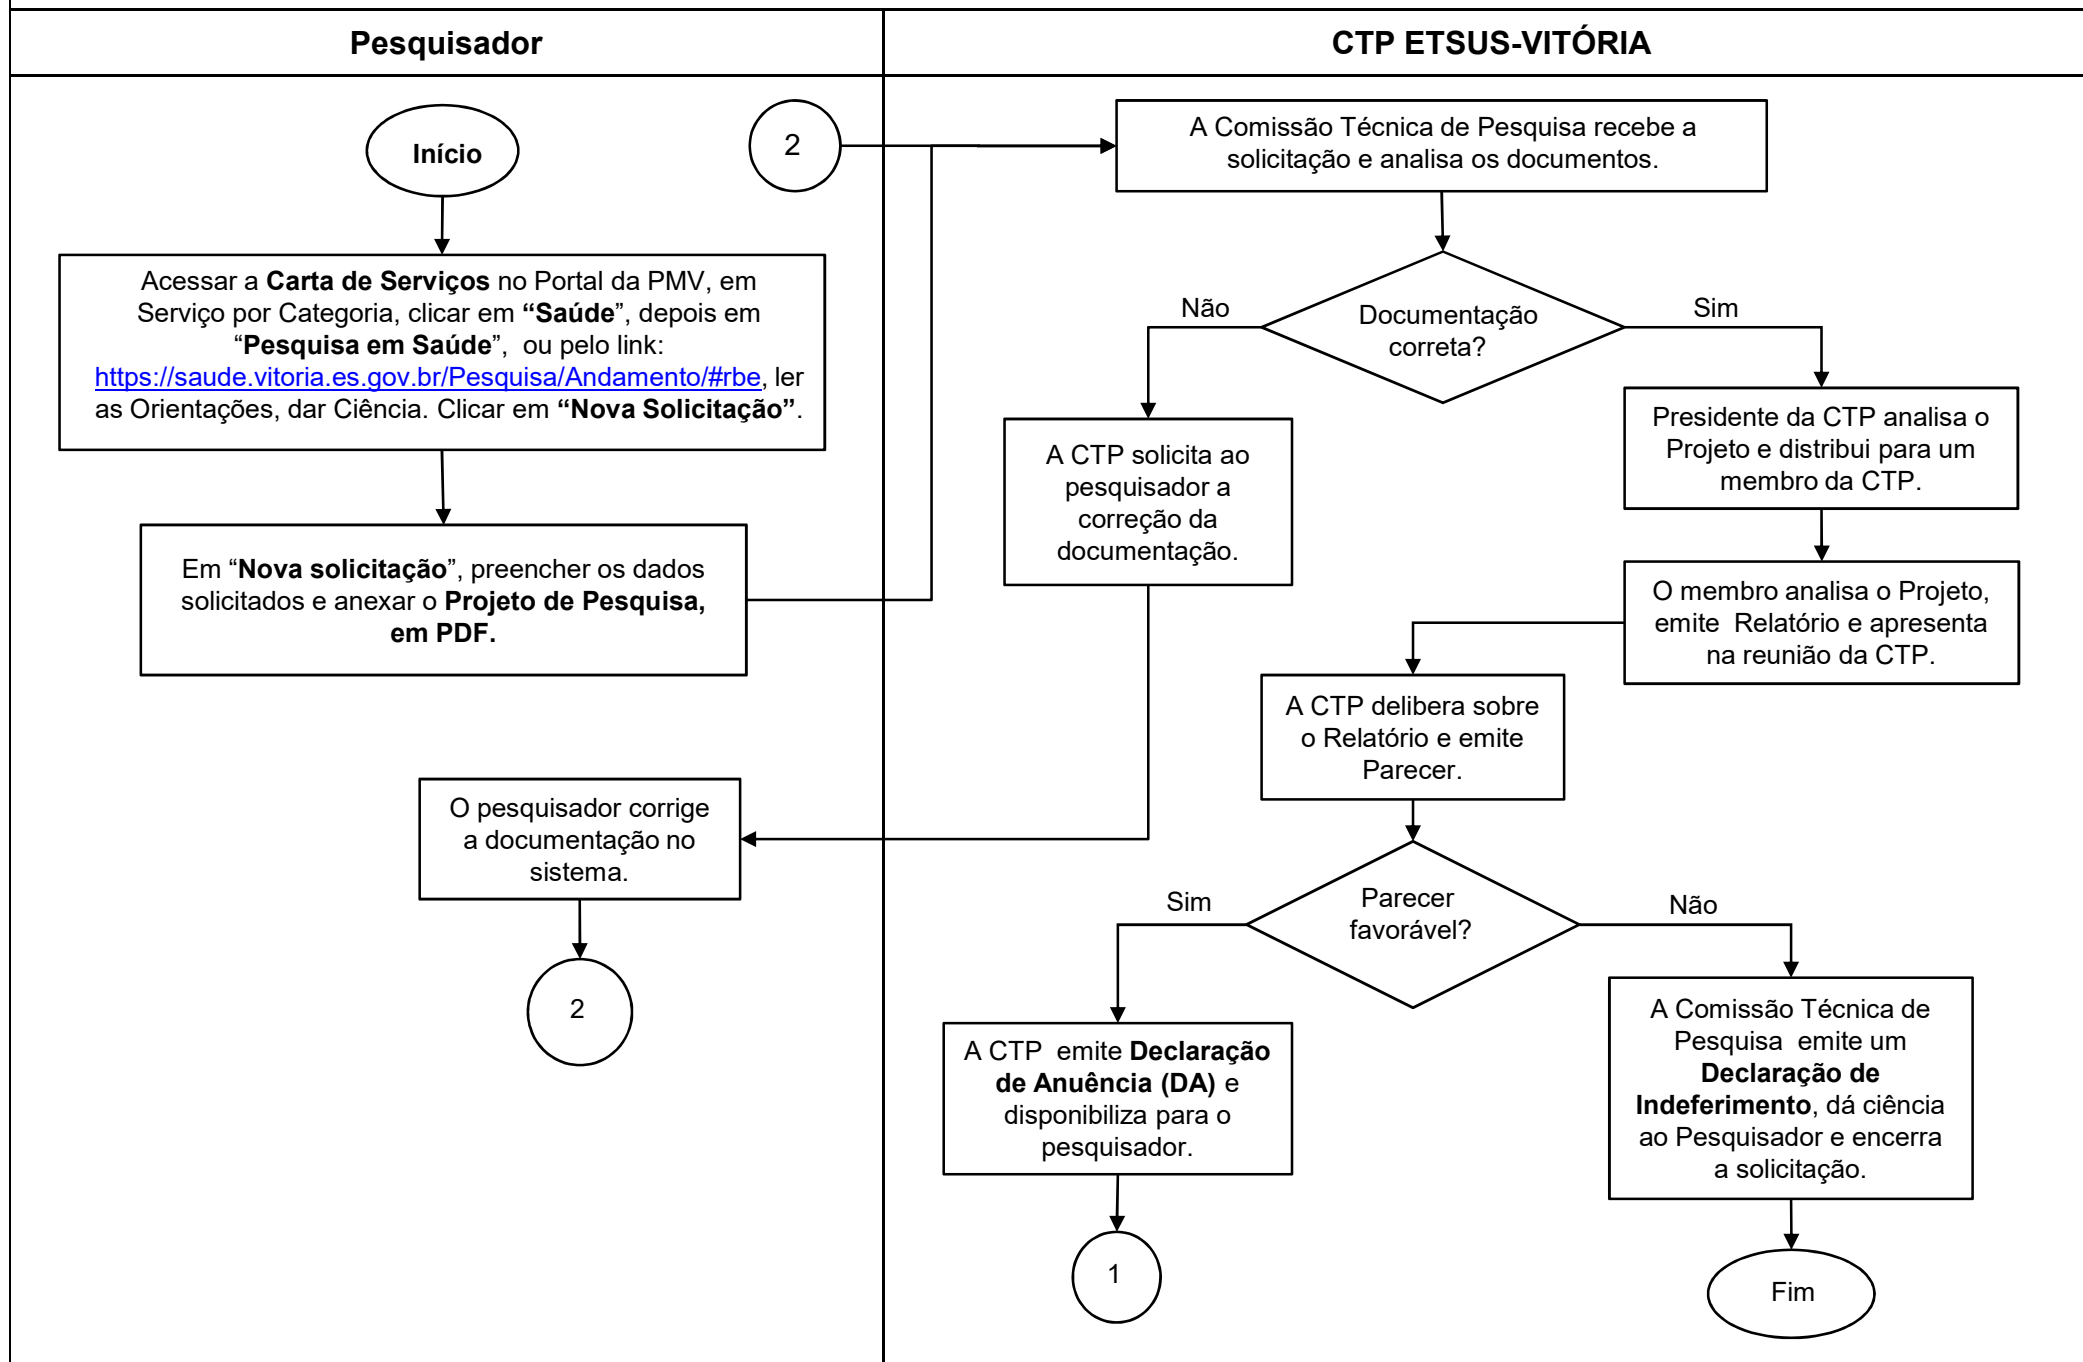 Pesquisador
CTP ETSUS-VITÓRIA
Início
2
Acessar a Carta de Serviços no Portal da PMV, em
Serviço por Categoria, clicar em “Saúde”, depois em
“Pesquisa em Saúde”, ou pelo link:
https://saude.vitoria.es.gov.br/Pesquisa/Andamento/#rbe, ler
as Orientações, dar Ciência. Clicar em “Nova Solicitação”.
Em “Nova solicitação”, preencher os dados
solicitados e anexar o Projeto de Pesquisa,
em PDF.
O pesquisador corrige
a documentação no
sistema.
2
A Comissão Técnica de Pesquisa recebe a
solicitação e analisa os documentos.
Documentação
correta?
Não
Sim
A CTP solicita ao
pesquisador a
correção da
documentação.
Presidente da CTP analisa o
Projeto e distribui para um
membro da CTP.
O membro analisa o Projeto,
emite Relatório e apresenta
na reunião da CTP.
A CTP delibera sobre
o Relatório e emite
Parecer.
Parecer
favorável?
Sim
Não
A CTP emite Declaração
de Anuência (DA) e
disponibiliza para o
pesquisador.
1
A Comissão Técnica de
Pesquisa emite um
Declaração de
Indeferimento, dá ciência
ao Pesquisador e encerra
a solicitação.
Fim